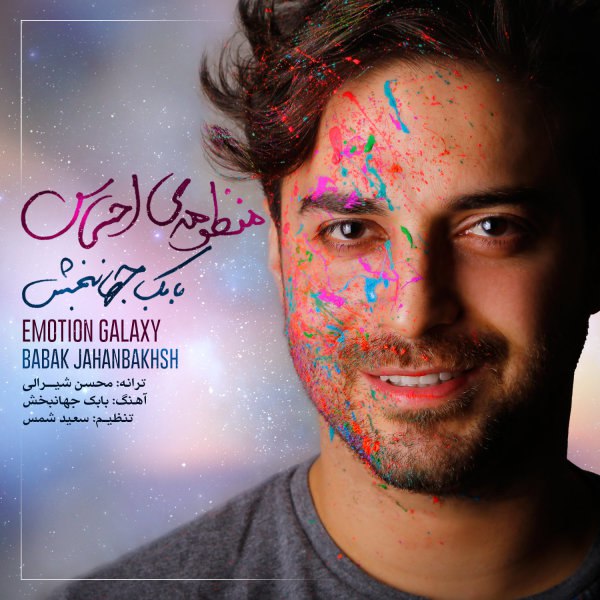 منظومه‌ی احساس
بابک جهانبخش
EMOTION GALAXY
BABAK JAHANBAKHSH
ترانه: محسن شیرالی
آهنگ: بابک جهانبخش
تنظیم: سعید شمس